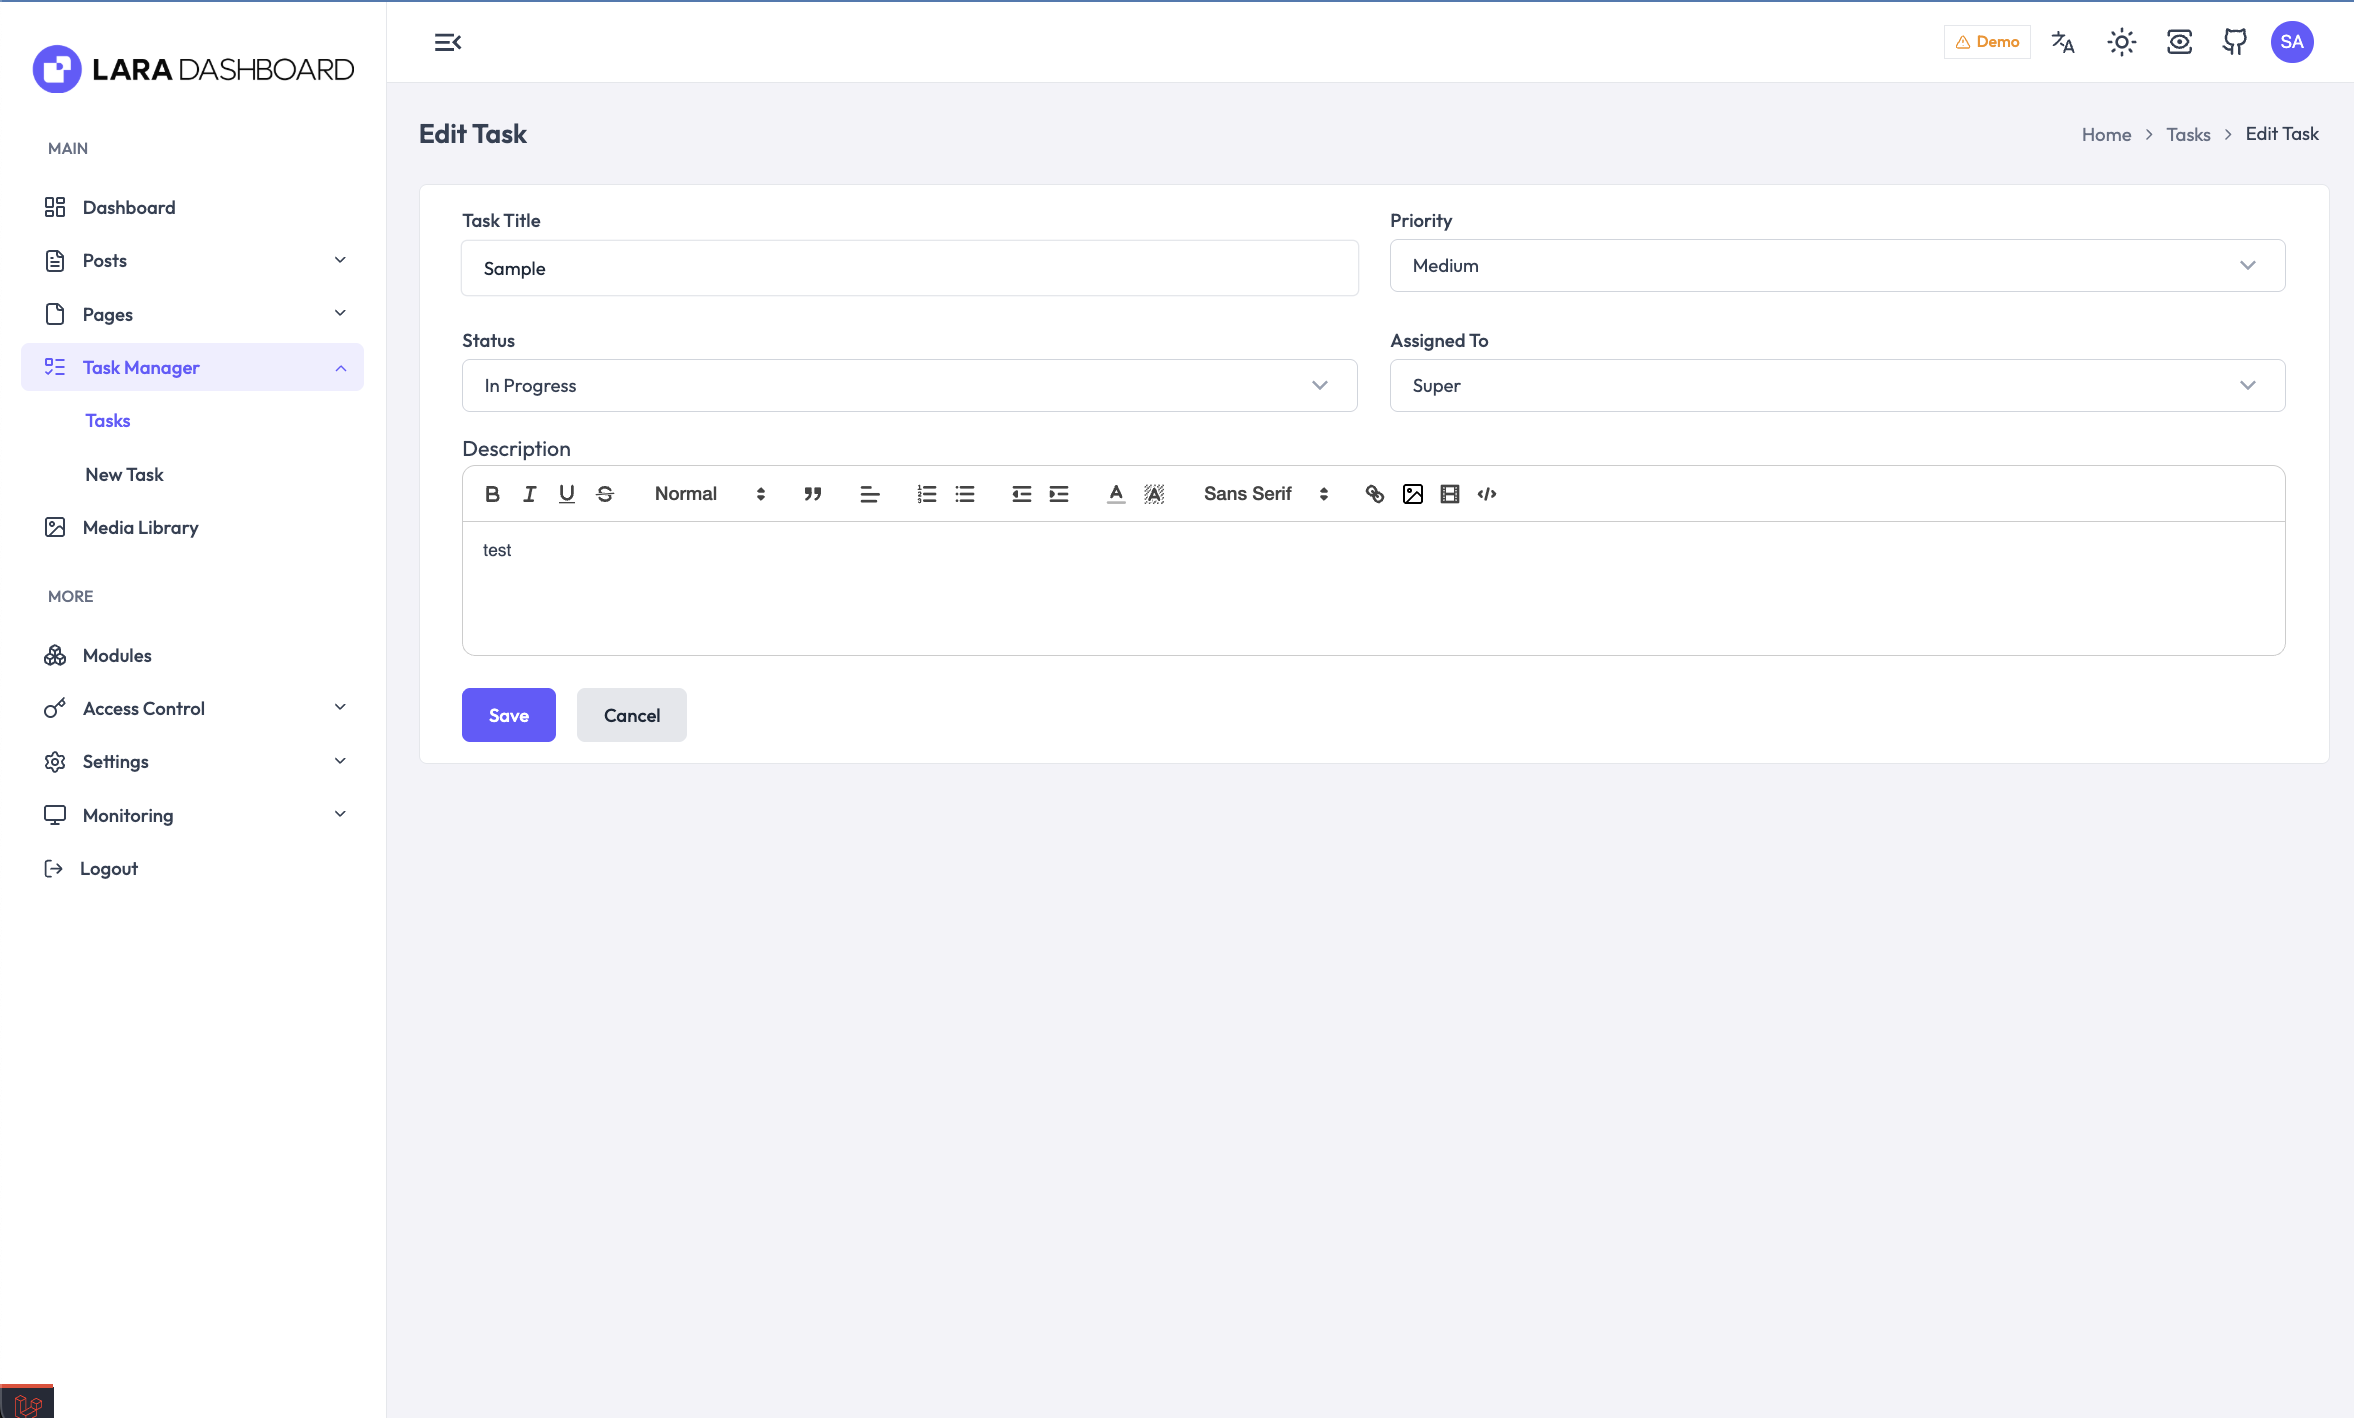 LARA DASHBOARD
MAIN
Dashboard
Posts
Pages
Task Manager
Tasks
New Task
Media Library
MORE
Modules
Access Control
Settings
Monitoring
Logout
Demo
SA
Edit Task
Home > Tasks > Edit Task
Task Title
Sample
Priority
Medium
Status
In Progress
Assigned To
Super
Description
Normal
Sans Serif
test
Save
Cancel